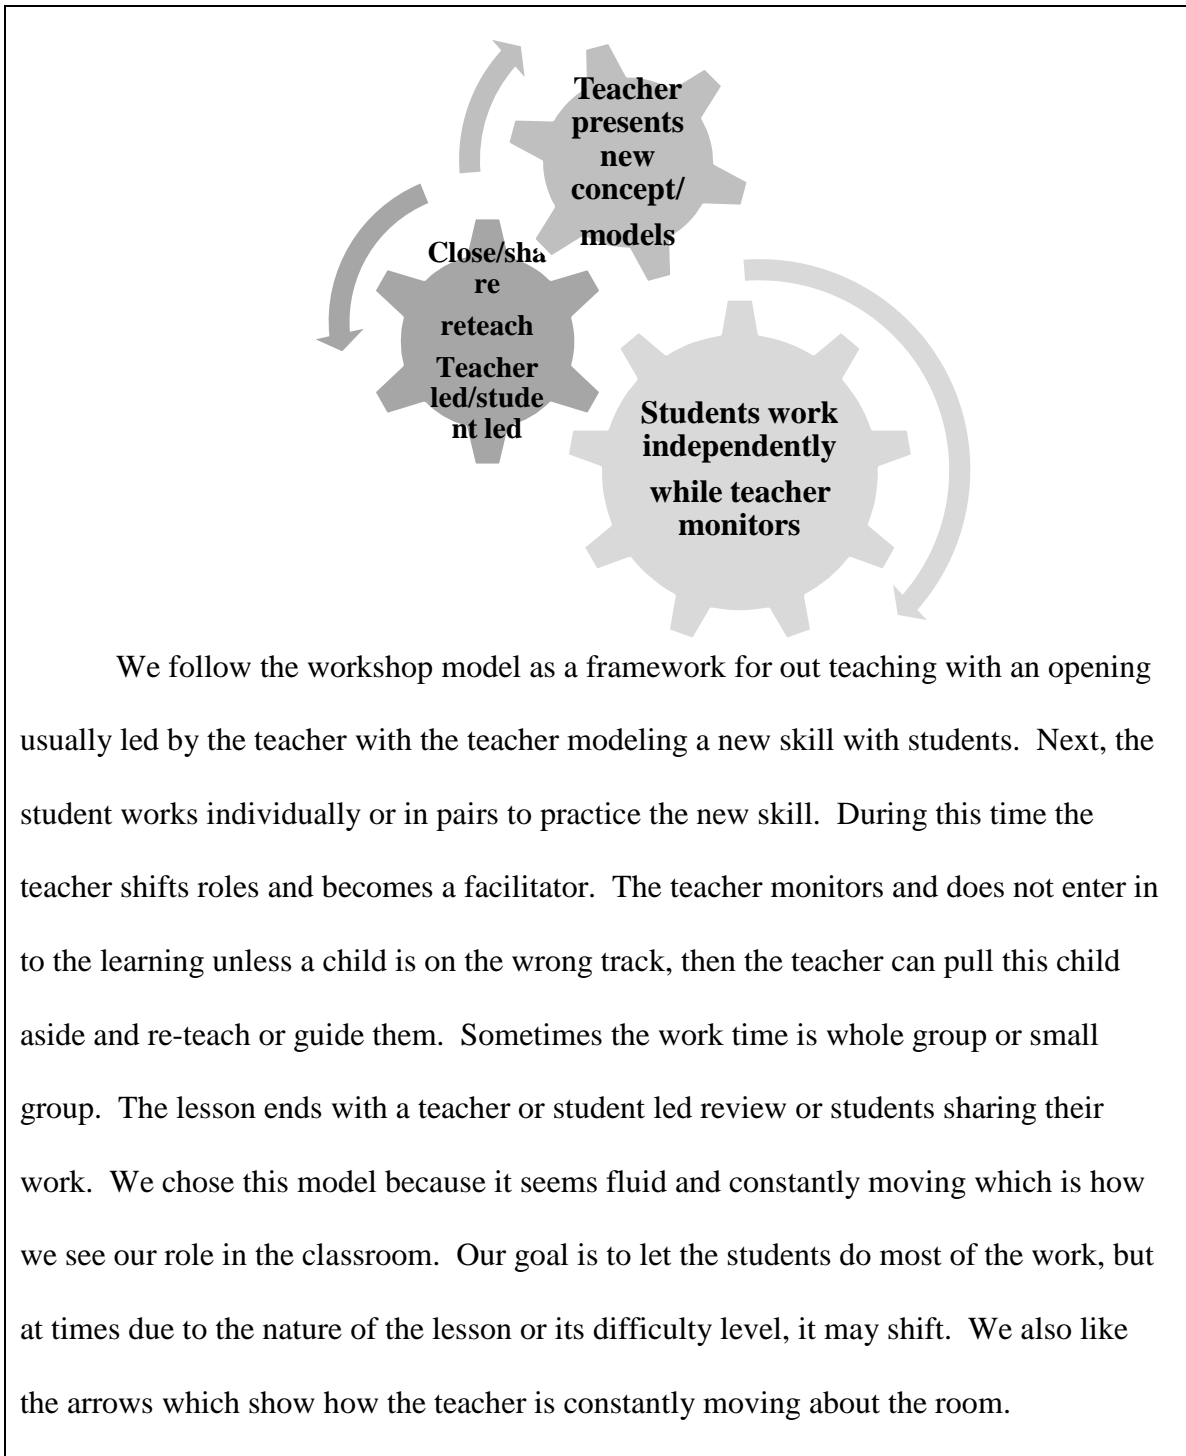 Teacher
presents
new
concept/
models
Close/sha
re
reteach
Teacher
led/stude
nt led
Students work
independently
while teacher
monitors
We follow the workshop model as a framework for out teaching with an opening
usually led by the teacher with the teacher modeling a new skill with students.  Next, the
student works individually or in pairs to practice the new skill.  During this time the
teacher shifts roles and becomes a facilitator.  The teacher monitors and does not enter in
to the learning unless a child is on the wrong track, then the teacher can pull this child
aside and re-teach or guide them.  Sometimes the work time is whole group or small
group.  The lesson ends with a teacher or student led review or students sharing their
work.  We chose this model because it seems fluid and constantly moving which is how
we see our role in the classroom.  Our goal is to let the students do most of the work, but
at times due to the nature of the lesson or its difficulty level, it may shift.  We also like
the arrows which show how the teacher is constantly moving about the room.